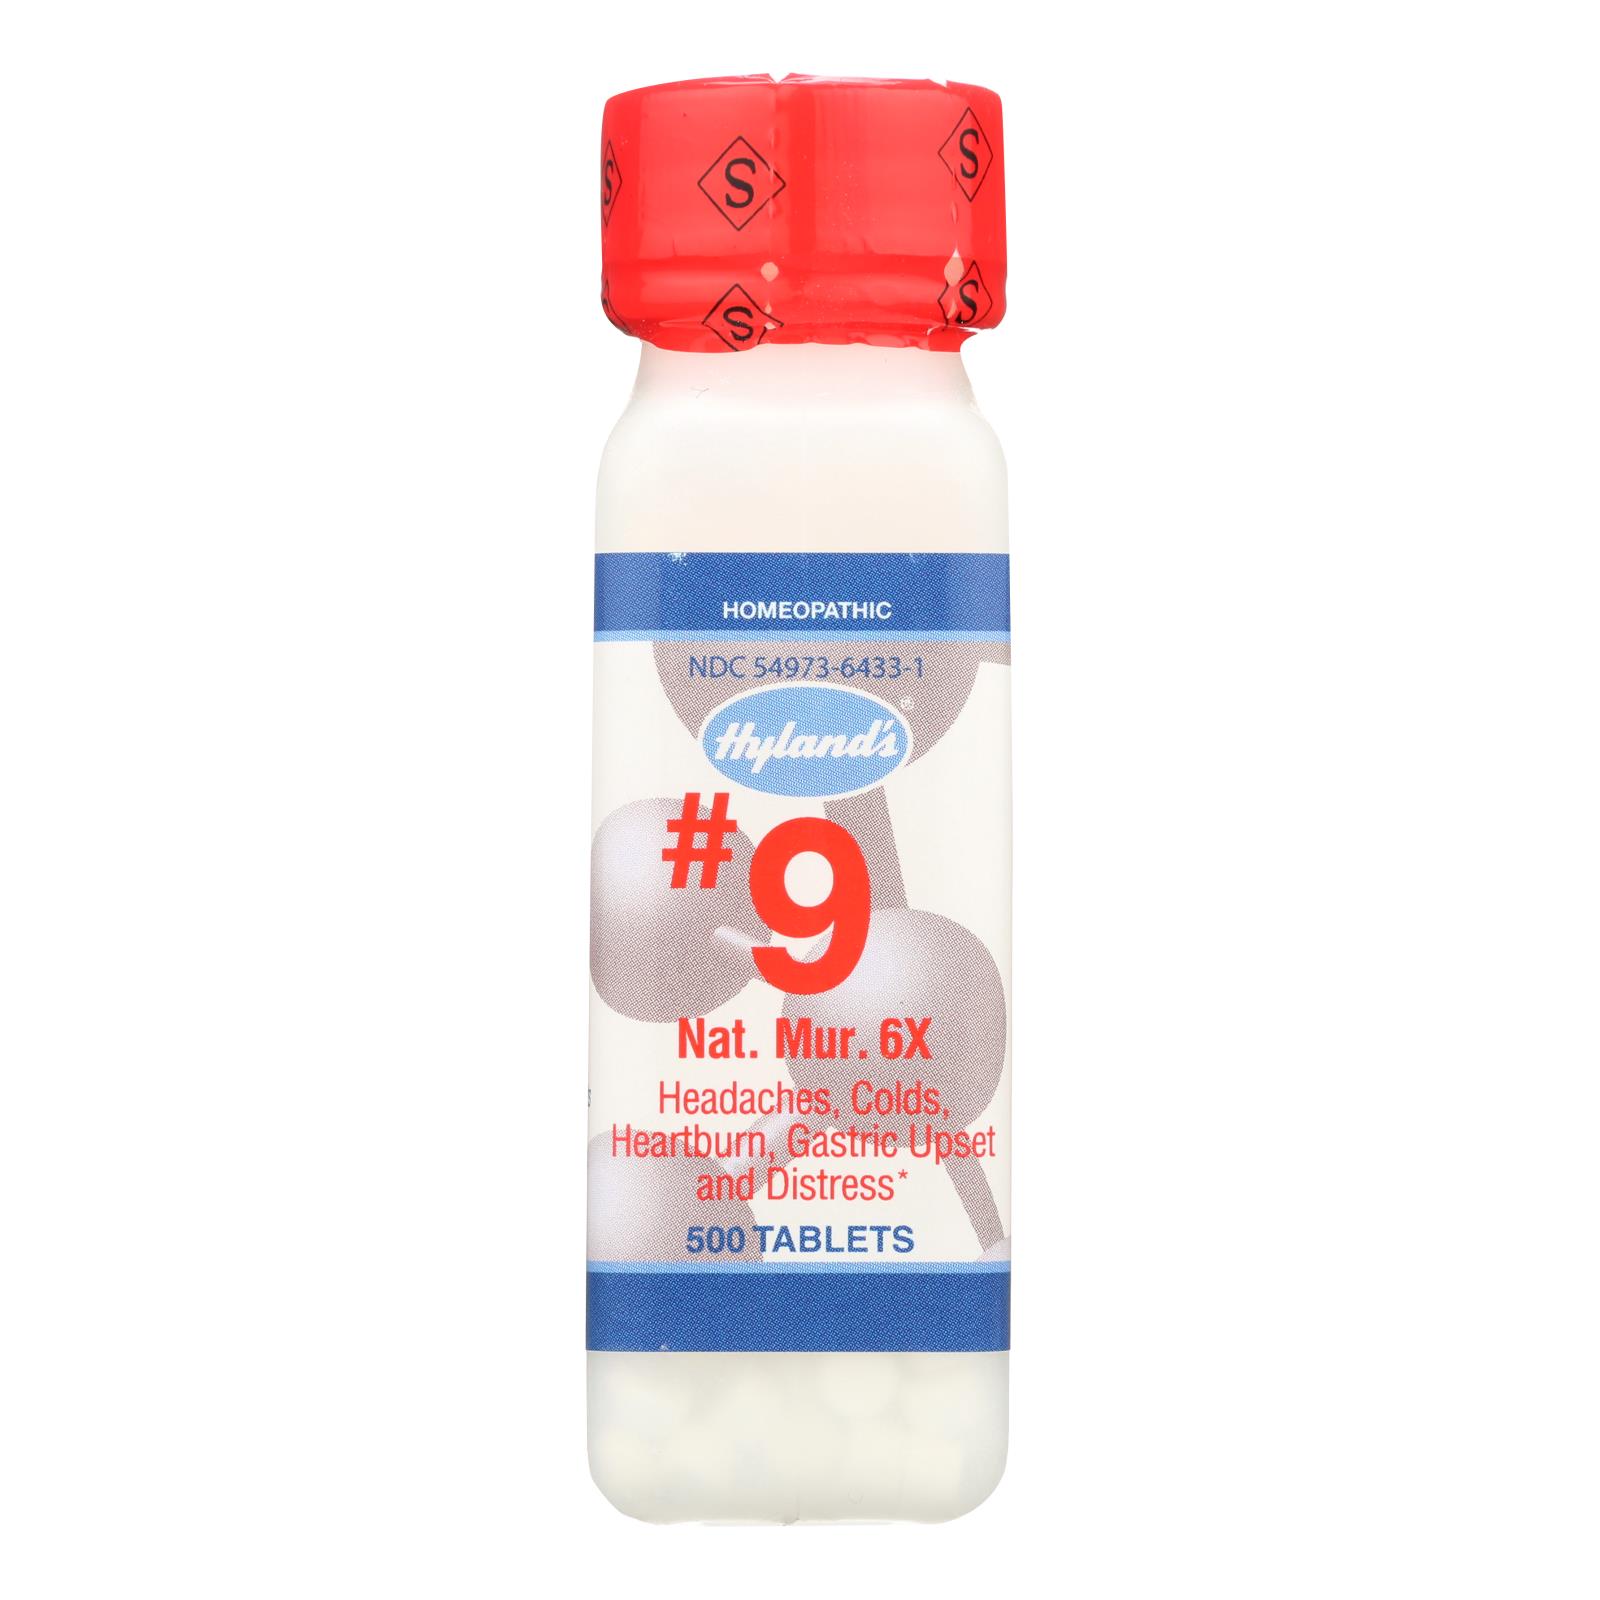 S
S
S
S
S
HOMEOPATHIC
NDC 54973-6433-1
Hyland's®
#9
Nat. Mur. 6X
Headaches, Colds,
Heartburn, Gastric Upset
and Distress*
500 TABLETS